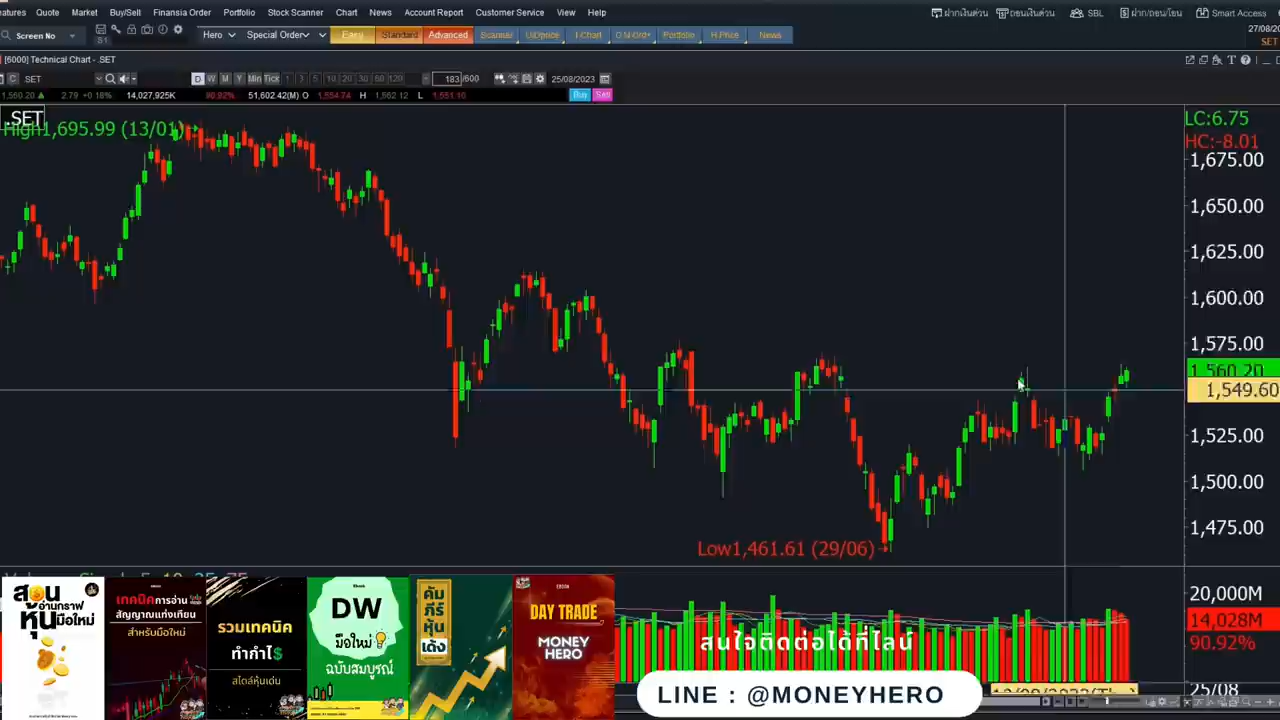 eatures Quote Market Buy/Sell Finansia Order Portfolio Stock Scanner Chart News Account Report Customer Service View Help
ฝากเงินด่วน ถอนเงินด่วน SBL ฝาก/ถอน/โอน Smart Access
Screen No Hero Special Order Easy Standard Advanced Scanner I-Chart Portfolio H.Price News
27/08/20
SET
[6000] Technical Chart - .SET
SET D W M Y Min Tick 1 3 5 10 20 30 60 120 183 /600 25/08/2023
1,560.20 2.79 +0.18% 14,027,925K 90.92% 51,602.42(M) O 1,554.74 H 1,562.12 L 1,551.10 Buy Sell
.SET
High1,695.99 (13/01)
LC:6.75
HC:-8.01
1,675.00
1,650.00
1,625.00
1,600.00
1,575.00
1,560.20
1,549.60
1,525.00
1,500.00
1,475.00
Low1,461.61 (29/06)
20,000M
14,028M
90.92%
25/08
สอน
อ่านกราฟ
หุ้นมือใหม่
เทคนิคการอ่าน
สัญญาณแท่งเทียน
สำหรับมือใหม่
รวมเทคนิค
ทำกำไ$
สไตล์หุ้นเด่น
DW
มือใหม่
ฉบับสมบูรณ์
คัมภีร์หุ้นเด้ง
DAY TRADE
MONEY
HERO
สนใจติดต่อได้ที่ไลน์
LINE : @MONEYHERO